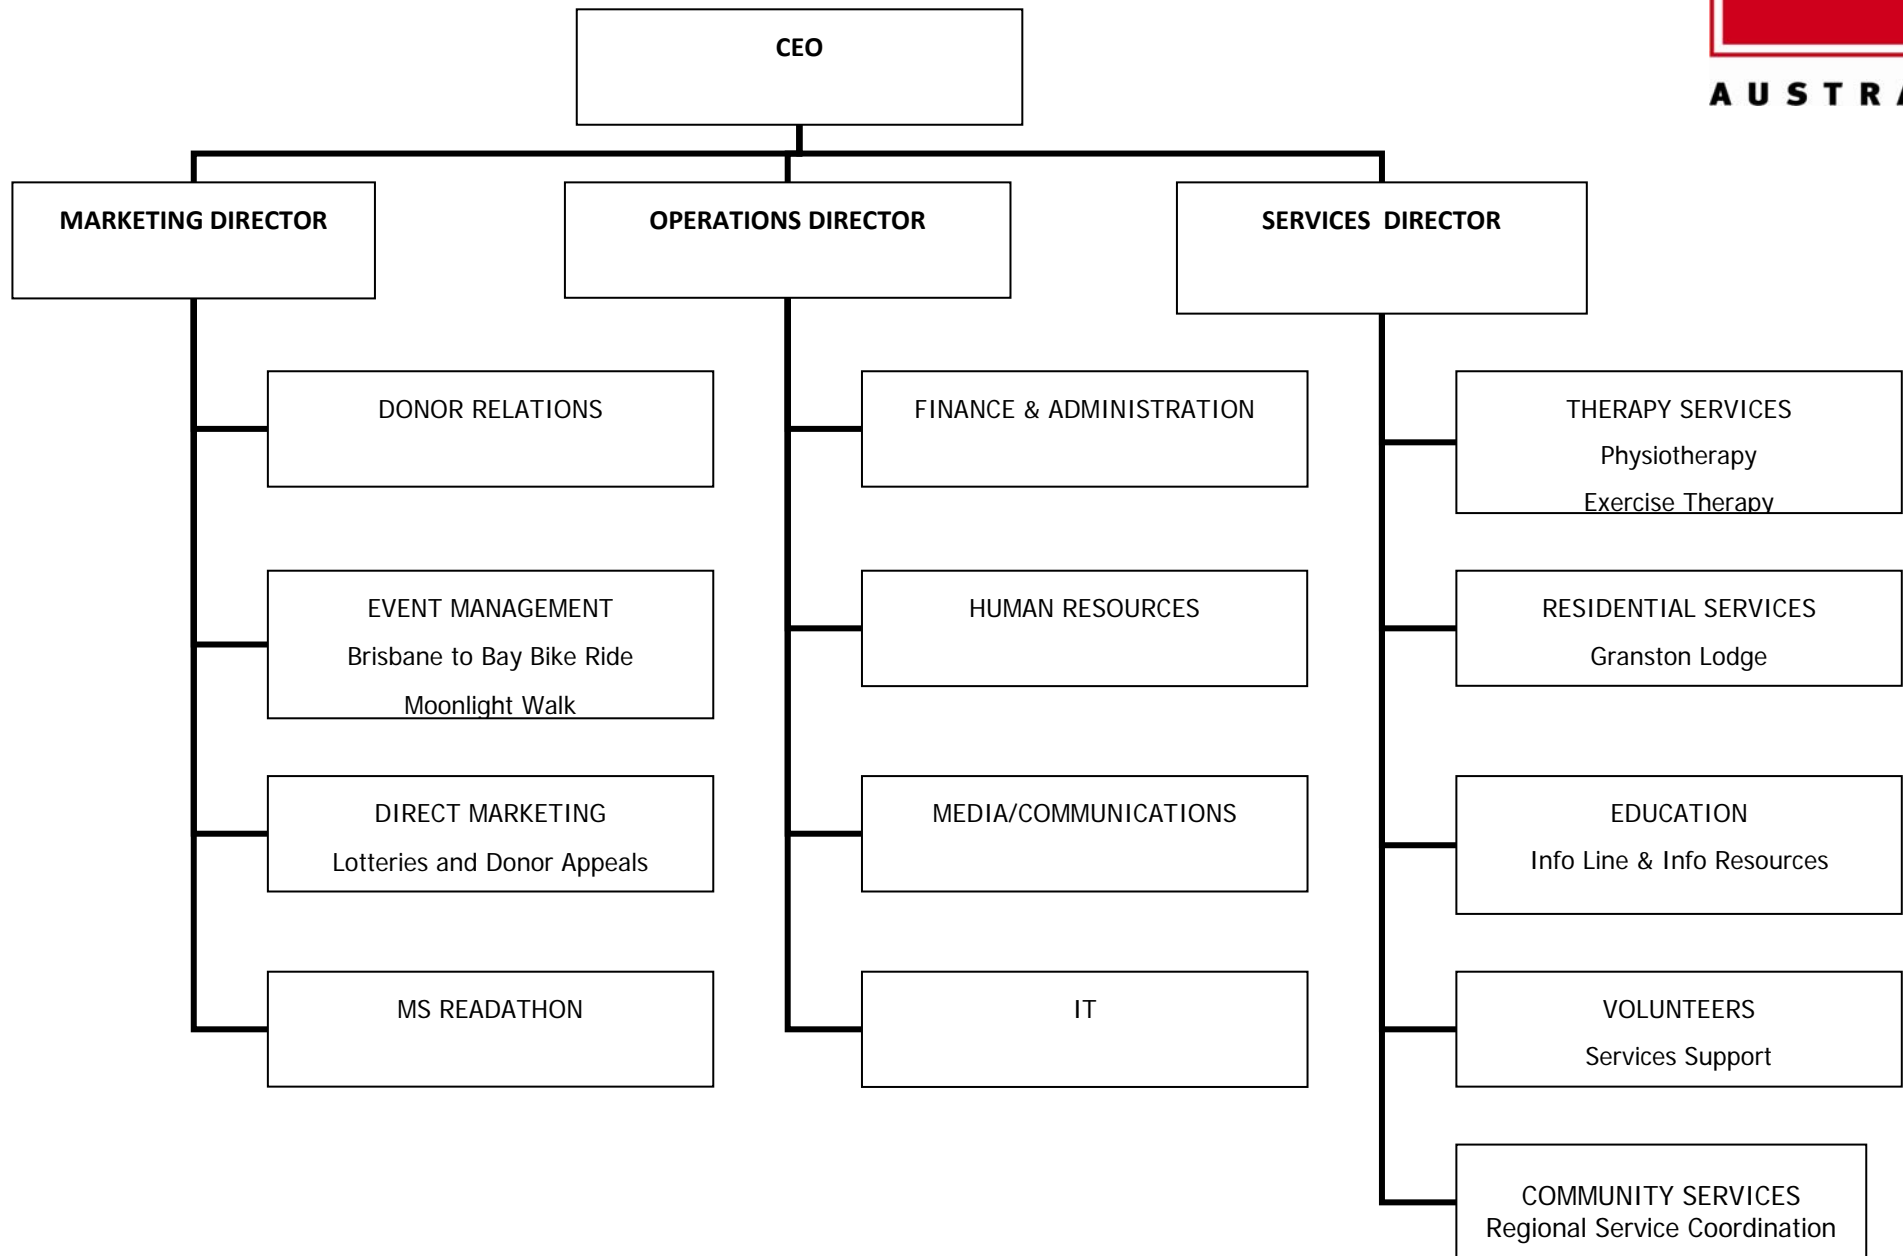 CEO
AUSTRA
MARKETING DIRECTOR
OPERATIONS DIRECTOR
SERVICES DIRECTOR
DONOR RELATIONS
FINANCE & ADMINISTRATION
THERAPY SERVICES
Physiotherapy
Exercise Therapy
EVENT MANAGEMENT
Brisbane to Bay Bike Ride
Moonlight Walk
HUMAN RESOURCES
RESIDENTIAL SERVICES
Granston Lodge
DIRECT MARKETING
Lotteries and Donor Appeals
MEDIA/COMMUNICATIONS
EDUCATION
Info Line & Info Resources
MS READATHON
IT
VOLUNTEERS
Services Support
COMMUNITY SERVICES
Regional Service Coordination